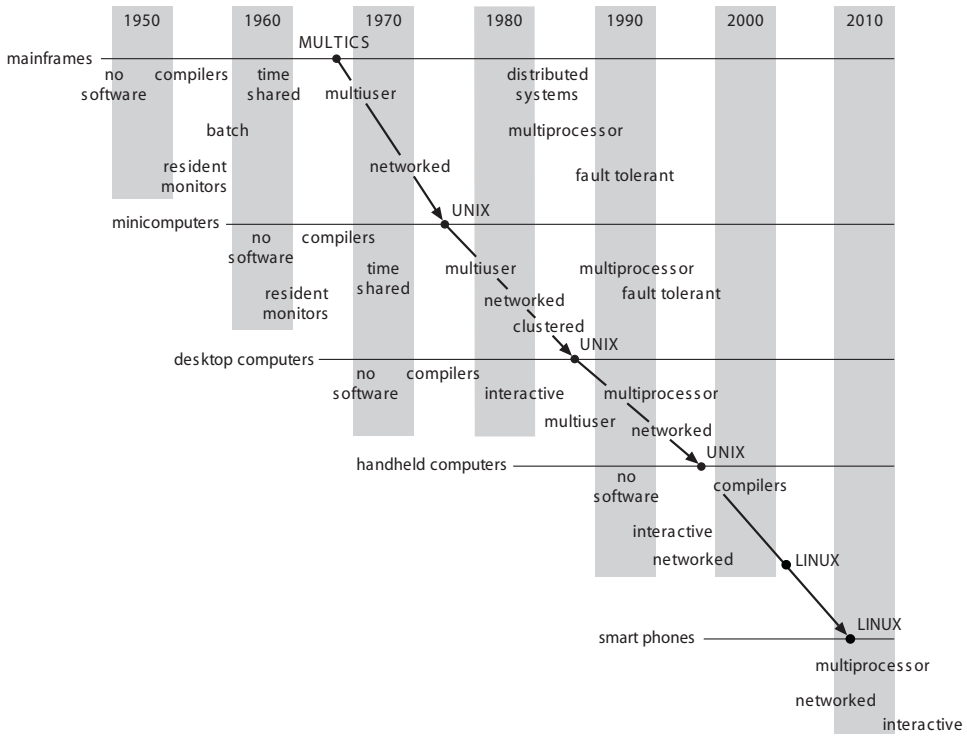 1950 1960 1970 1980 1990 2000 2010
MULTICS
mainframes
no compilers time distributed
software shared multiuser systems
batch multiprocessor
resident networked
monitors fault tolerant
UNIX
minicomputers
no compilers
software time multiuser multiprocessor
shared
resident networked fault tolerant
monitors
clustered
UNIX
desktop computers
no compilers
software interactive multiprocessor
multiuser networked
UNIX
handheld computers
no compilers
software
interactive
networked LINUX
LINUX
smart phones
multiprocessor
networked
interactive